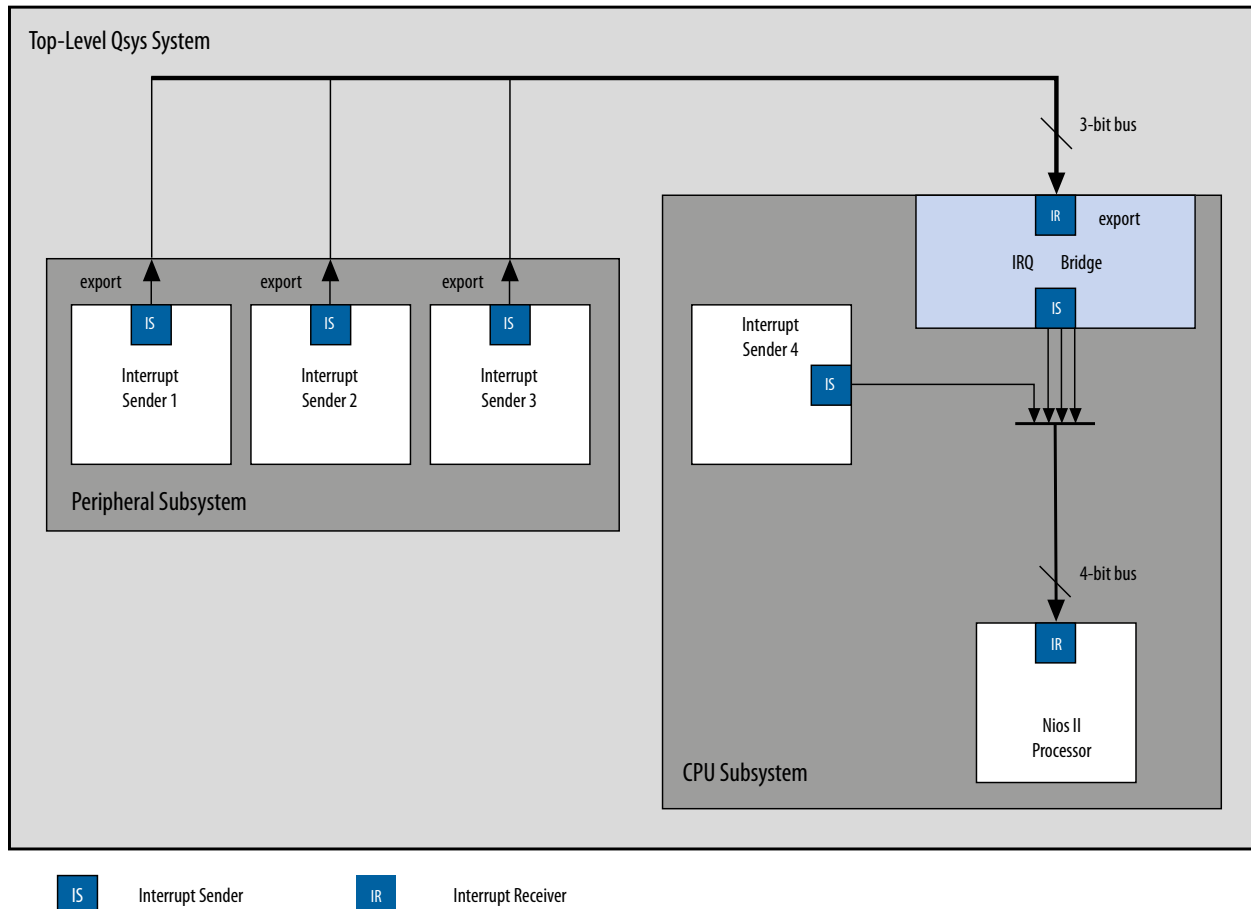 Top-Level Qsys System
3-bit bus
IR
export
IRQ Bridge
IS
export
export
export
IS
IS
IS
Interrupt
Sender 1
Interrupt
Sender 2
Interrupt
Sender 3
Peripheral Subsystem
Interrupt
Sender 4
IS
4-bit bus
IR
Nios II
Processor
CPU Subsystem
IS
Interrupt Sender
IR
Interrupt Receiver